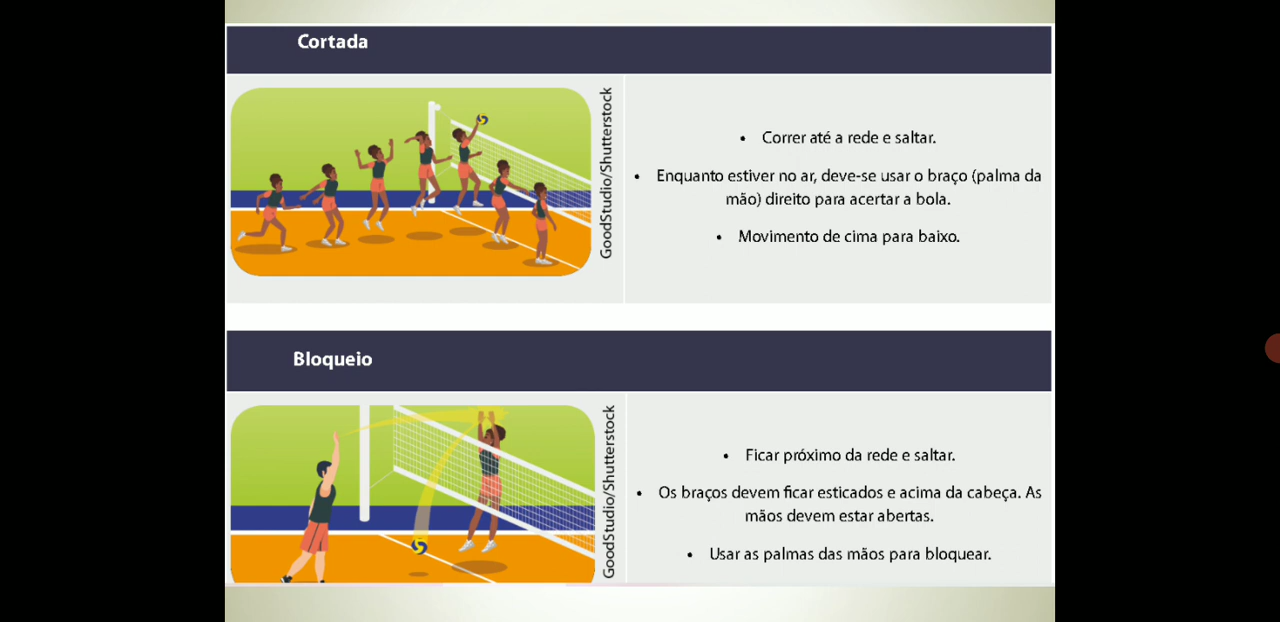 Cortada
GoodStudio/Shutterstock
• Correr até a rede e saltar.
• Enquanto estiver no ar, deve-se usar o braço (palma da
mão) direito para acertar a bola.
• Movimento de cima para baixo.
Bloqueio
GoodStudio/Shutterstock
• Ficar próximo da rede e saltar.
• Os braços devem ficar esticados e acima da cabeça. As
mãos devem estar abertas.
• Usar as palmas das mãos para bloquear.